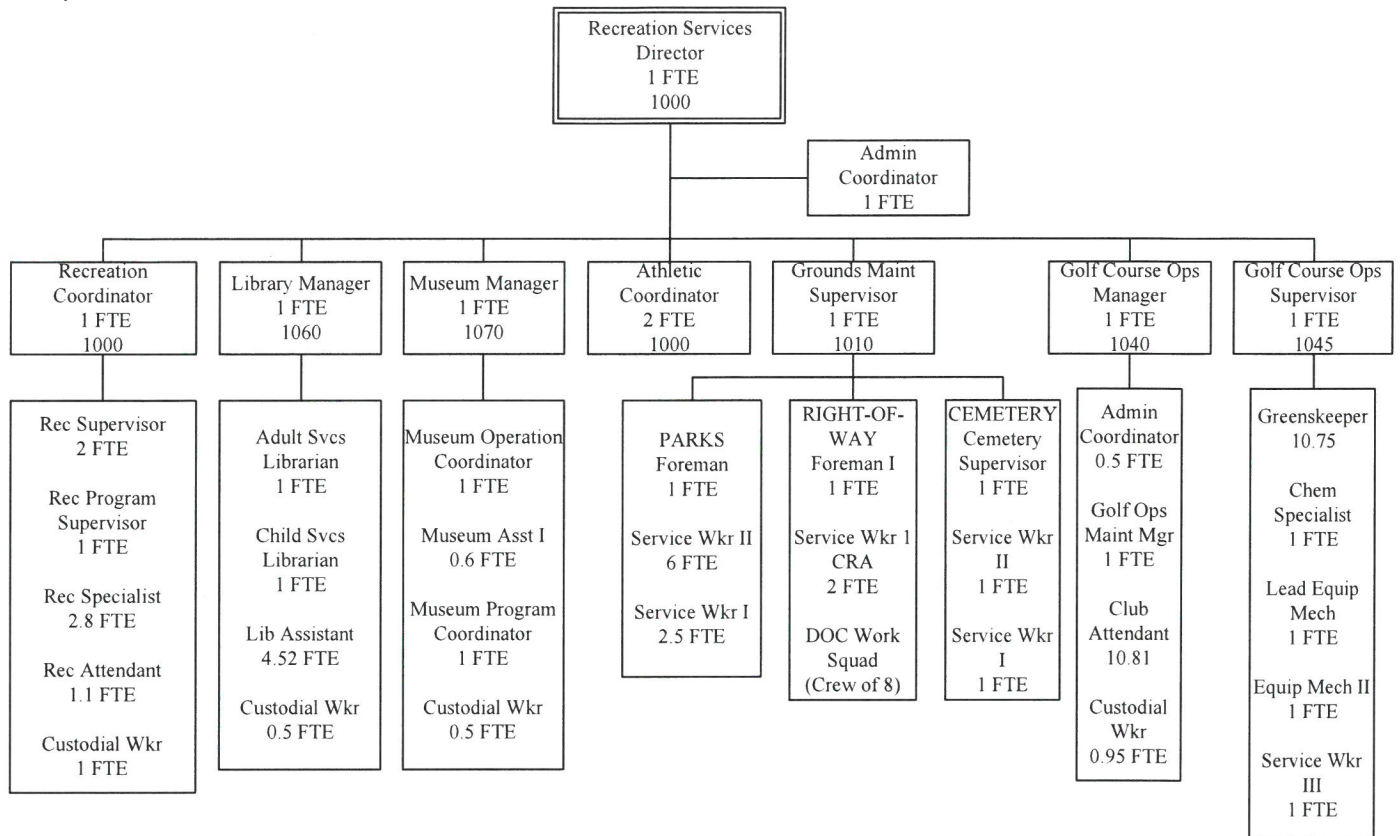 Recreation Services
Director
1 FTE
1000
Admin
Coordinator
1 FTE
Recreation
Coordinator
1 FTE
1000
Library Manager
1 FTE
1060
Museum Manager
1 FTE
1070
Athletic
Coordinator
2 FTE
1000
Grounds Maint
Supervisor
1 FTE
1010
Golf Course Ops
Manager
1 FTE
1040
Golf Course Ops
Supervisor
1 FTE
1045
Rec Supervisor
2 FTE
Rec Program
Supervisor
1 FTE
Rec Specialist
2.8 FTE
Rec Attendant
1.1 FTE
Custodial Wkr
1 FTE
Adult Svcs
Librarian
1 FTE
Child Svcs
Librarian
1 FTE
Lib Assistant
4.52 FTE
Custodial Wkr
0.5 FTE
Museum Operation
Coordinator
1 FTE
Museum Asst I
0.6 FTE
Museum Program
Coordinator
1 FTE
Custodial Wkr
0.5 FTE
PARKS
Foreman
1 FTE
Service Wkr II
6 FTE
Service Wkr I
2.5 FTE
RIGHT-OF-
WAY
Foreman I
1 FTE
Service Wkr 1
CRA
2 FTE
DOC Work
Squad
(Crew of 8)
CEMETERY
Cemetery
Supervisor
1 FTE
Service Wkr
II
1 FTE
Service Wkr
I
1 FTE
Admin
Coordinator
0.5 FTE
Golf Ops
Maint Mgr
1 FTE
Club
Attendant
10.81
Custodial
Wkr
0.95 FTE
Greenskeeper
10.75
Chem
Specialist
1 FTE
Lead Equip
Mech
1 FTE
Equip Mech II
1 FTE
Service Wkr
III
1 FTE